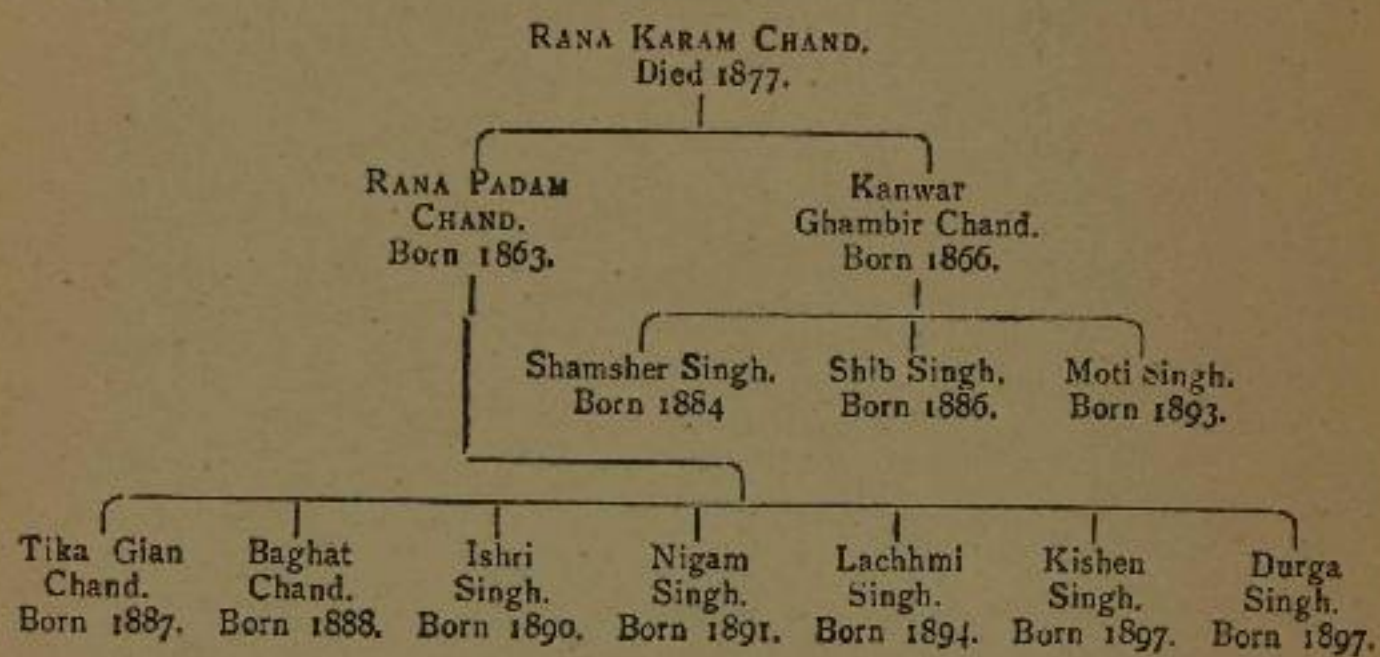 RANA KARAM CHAND.
Died 1877.
RANA PADAM
CHAND.
Born 1863.
Kanwar
Ghambir Chand.
Born 1866.
Shamsher Singh.
Born 1884
Shib Singh.
Born 1886.
Moti Singh.
Born 1893.
Tika Gian
Chand.
Born 1887.
Baghat
Chand.
Born 1888.
Ishri
Singh.
Born 1890.
Nigam
Singh.
Born 1891.
Lachhmi
Singh.
Born 1894.
Kishen
Singh.
Born 1897.
Durga
Singh.
Born 1897.